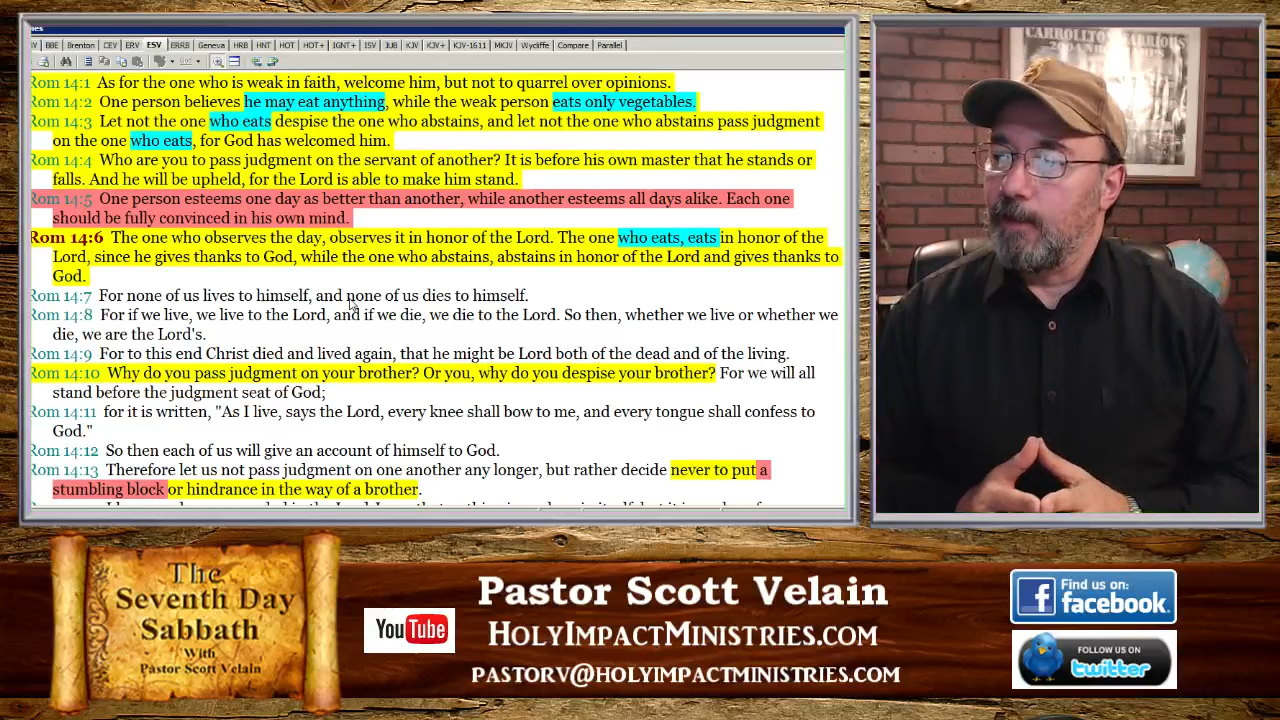 BBE Brenton CEV ERV ESV ERRB Geneva HRB HNT HOT HOT+ IGNT+ ISV JUB KJV KJV+ KJV-1611 MKJV Wycliffe Compare Parallel
Rom 14:1 As for the one who is weak in faith, welcome him, but not to quarrel over opinions.
Rom 14:2 One person believes he may eat anything, while the weak person eats only vegetables.
Rom 14:3 Let not the one who eats despise the one who abstains, and let not the one who abstains pass judgment
on the one who eats, for God has welcomed him.
Rom 14:4 Who are you to pass judgment on the servant of another? It is before his own master that he stands or
falls. And he will be upheld, for the Lord is able to make him stand.
Rom 14:5 One person esteems one day as better than another, while another esteems all days alike. Each one
should be fully convinced in his own mind.
Rom 14:6 The one who observes the day, observes it in honor of the Lord. The one who eats, eats in honor of the
Lord, since he gives thanks to God, while the one who abstains, abstains in honor of the Lord and gives thanks to
God.
Rom 14:7 For none of us lives to himself, and none of us dies to himself.
Rom 14:8 For if we live, we live to the Lord, and if we die, we die to the Lord. So then, whether we live or whether we
die, we are the Lord's.
Rom 14:9 For to this end Christ died and lived again, that he might be Lord both of the dead and of the living.
Rom 14:10 Why do you pass judgment on your brother? Or you, why do you despise your brother? For we will all
stand before the judgment seat of God;
Rom 14:11 for it is written, "As I live, says the Lord, every knee shall bow to me, and every tongue shall confess to
God."
Rom 14:12 So then each of us will give an account of himself to God.
Rom 14:13 Therefore let us not pass judgment on one another any longer, but rather decide never to put a
stumbling block or hindrance in the way of a brother.
CARROLLTON WARRIORS
The
Seventh Day
Sabbath
With
Pastor Scott Velain
YouTube
Pastor Scott Velain
HolyImpactMinistries.com
pastorv@holyimpactministries.com
Find us on:
facebook
FOLLOW US ON
twitter